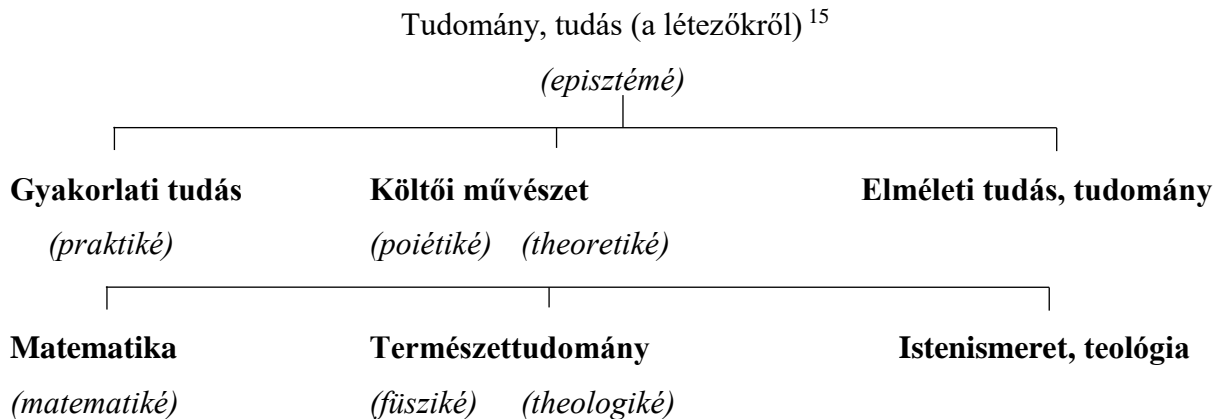 Tudomány, tudás (a létezőkről) 15
(episztémé)
Gyakorlati tudás Költői művészet Elméleti tudás, tudomány
(praktiké) (poiétiké) (theoretiké)
Matematika Természettudomány Istenismeret, teológia
(matematiké) (füsziké) (theologiké)